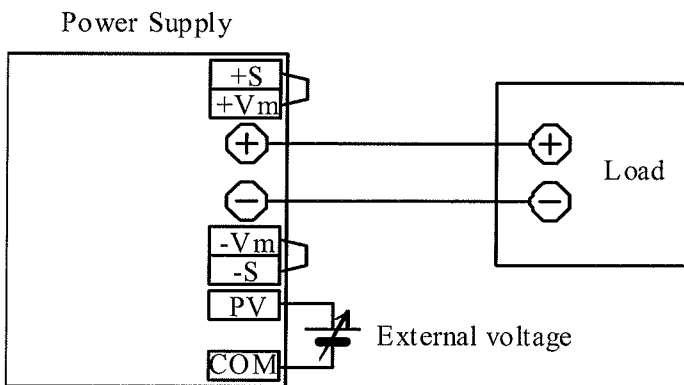 Power Supply
+S
+Vm
+
+
Load
−
−
-Vm
-S
PV
External voltage
COM